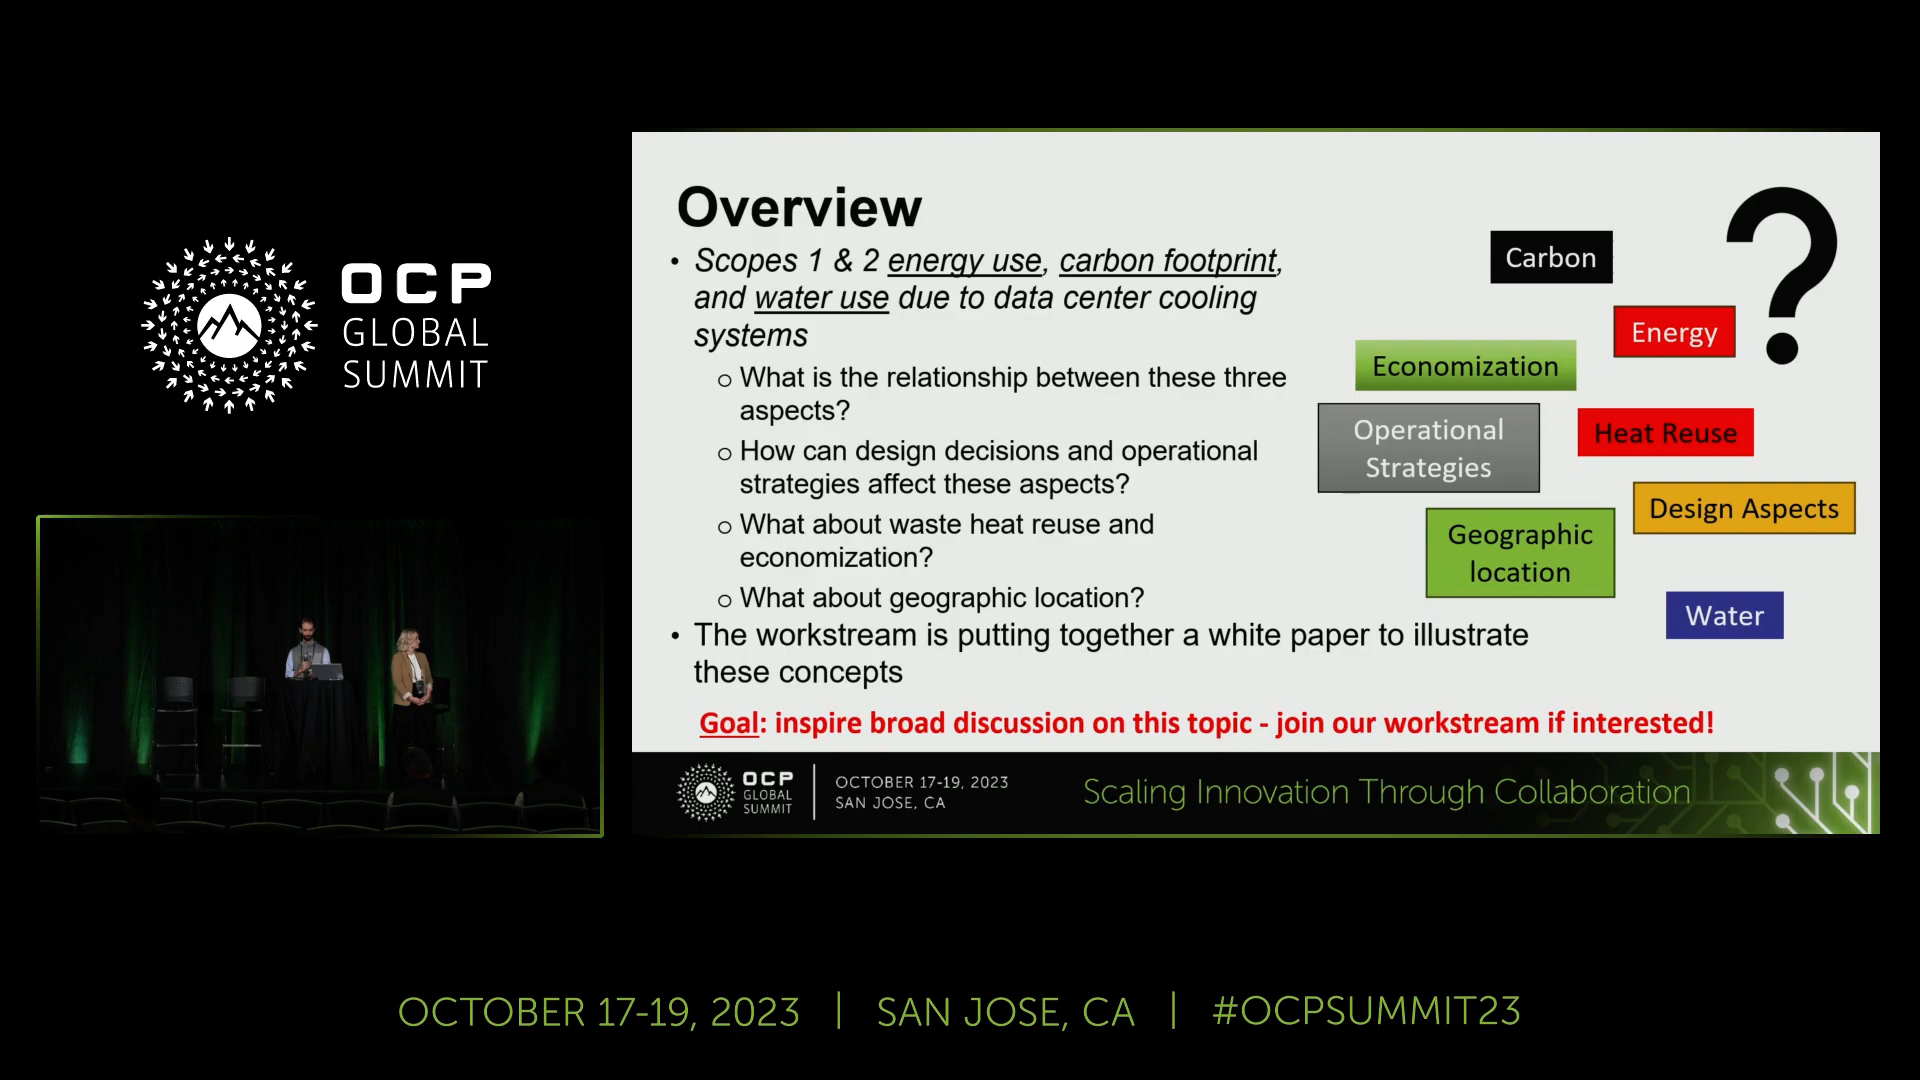 OCP
GLOBAL
SUMMIT
Overview
• Scopes 1 & 2 energy use, carbon footprint,
and water use due to data center cooling
systems
o What is the relationship between these three
aspects?
o How can design decisions and operational
strategies affect these aspects?
o What about waste heat reuse and
economization?
o What about geographic location?
• The workstream is putting together a white paper to illustrate
these concepts
Goal: inspire broad discussion on this topic - join our workstream if interested!
Carbon
?
Energy
Economization
Operational
Strategies
Heat Reuse
Design Aspects
Geographic
location
Water
OCP
GLOBAL
SUMMIT
OCTOBER 17-19, 2023
SAN JOSE, CA
Scaling Innovation Through Collaboration
OCTOBER 17-19, 2023 | SAN JOSE, CA | #OCPSUMMIT23